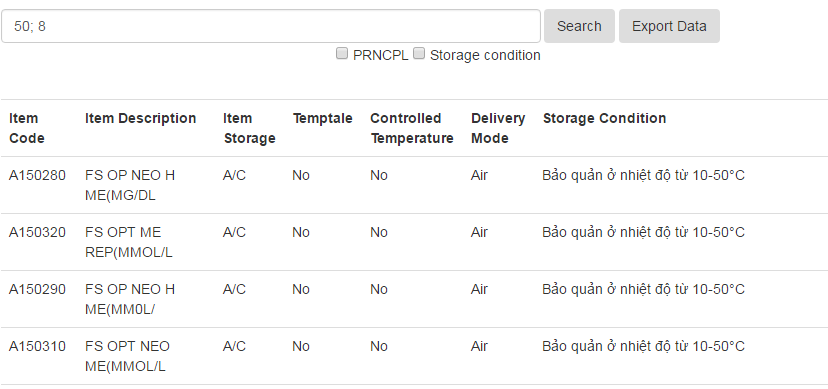 50; 8 Search Export Data
PRNCPL Storage condition
Item Item Description Item Temptale Controlled Delivery Storage Condition
Code Storage Temperature Mode
A150280 FS OP NEO H A/C No No Air Bảo quản ở nhiệt độ từ 10-50°C
ME(MG/DL
A150320 FS OPT ME A/C No No Air Bảo quản ở nhiệt độ từ 10-50°C
REP(MMOL/L
A150290 FS OP NEO H A/C No No Air Bảo quản ở nhiệt độ từ 10-50°C
ME(MM0L/
A150310 FS OPT NEO A/C No No Air Bảo quản ở nhiệt độ từ 10-50°C
ME(MMOL/L